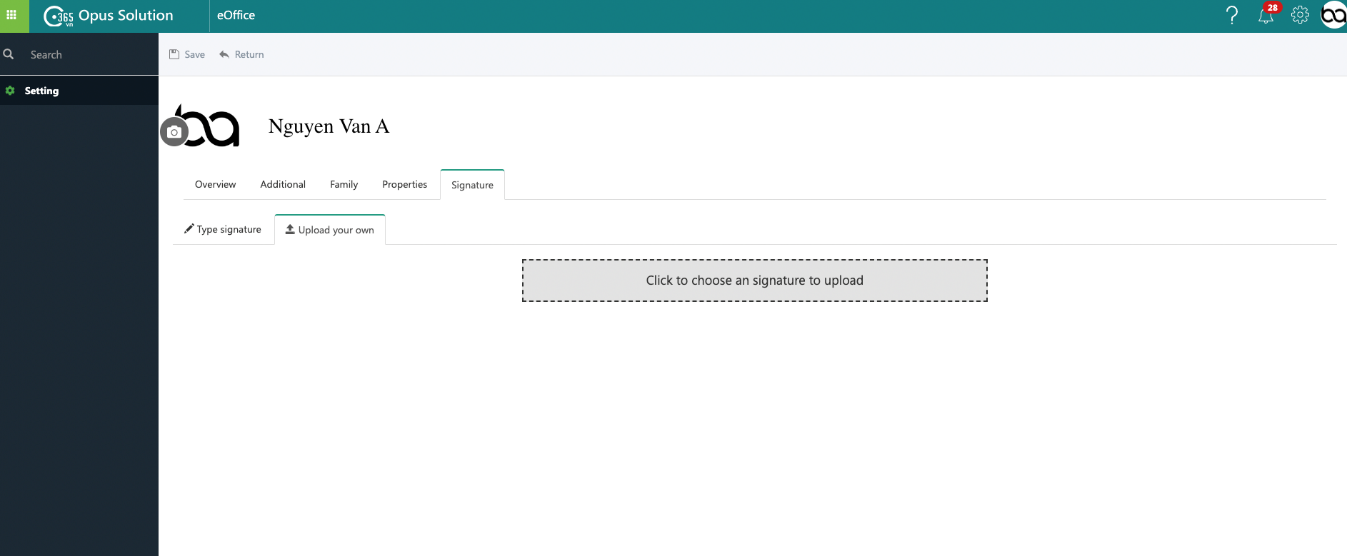 365 vn Opus Solution eOffice 28
Search
Save Return
Setting
Nguyen Van A
Overview Additional Family Properties Signature
Type signature Upload your own
Click to choose an signature to upload